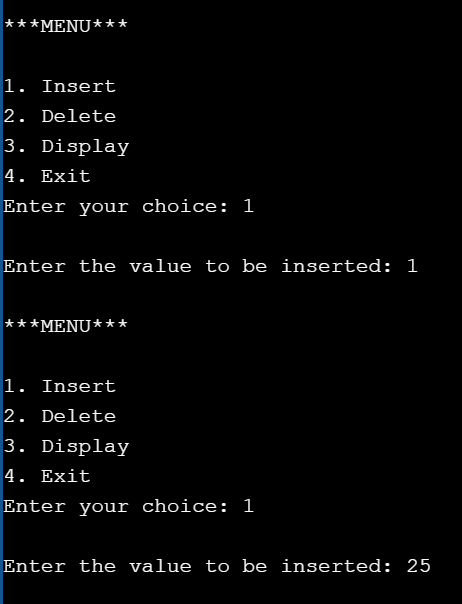 ***MENU***
1. Insert
2. Delete
3. Display
4. Exit
Enter your choice: 1
Enter the value to be inserted: 1
***MENU***
1. Insert
2. Delete
3. Display
4. Exit
Enter your choice: 1
Enter the value to be inserted: 25